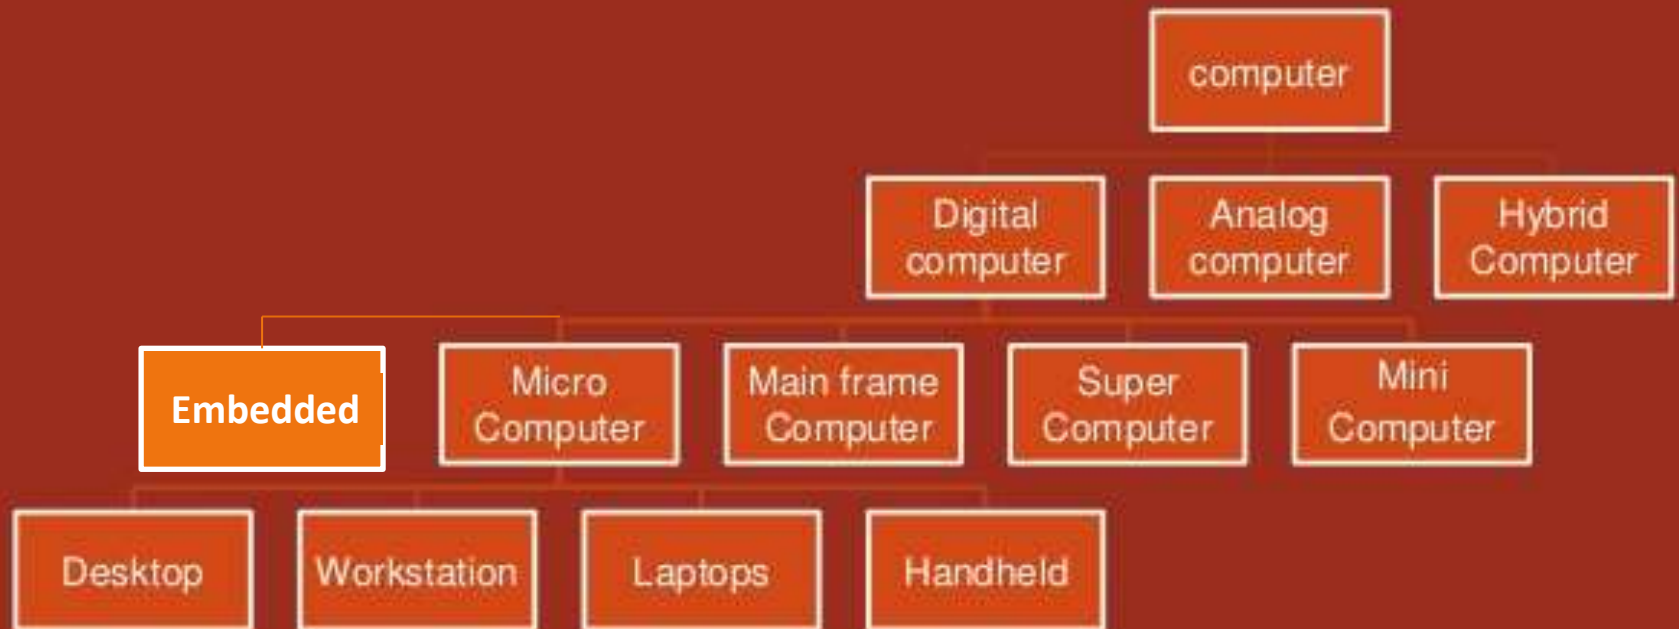 computer
Digital
computer
Analog
computer
Hybrid
Computer
Embedded
Micro
Computer
Main frame
Computer
Super
Computer
Mini
Computer
Desktop
Workstation
Laptops
Handheld